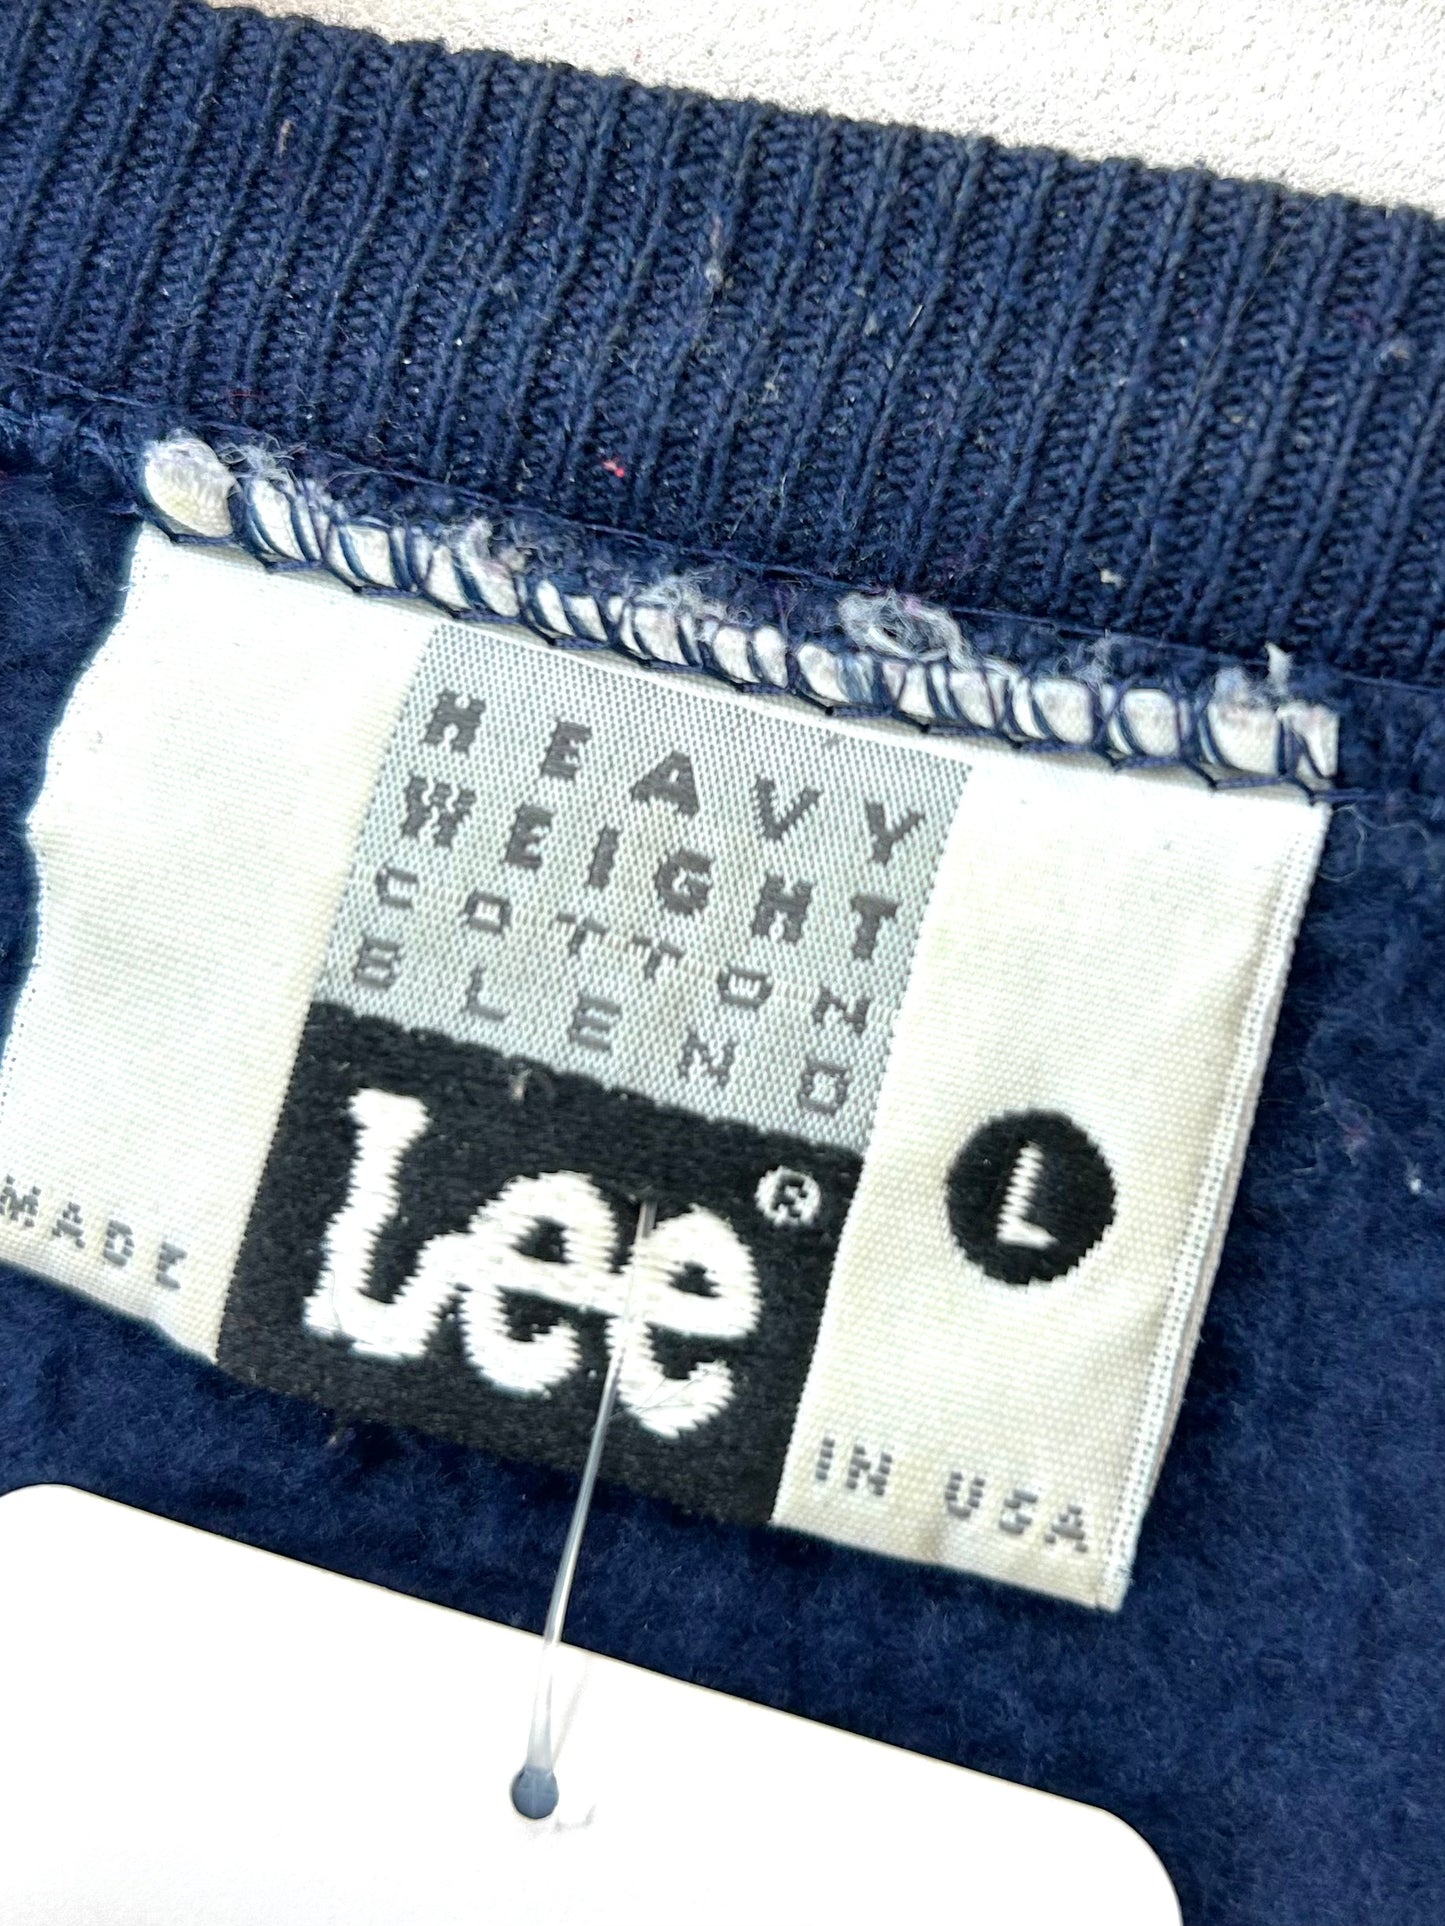 HEAVY
WEIGHT
COTTON
BLEND
Lee®
L
MADE IN USA